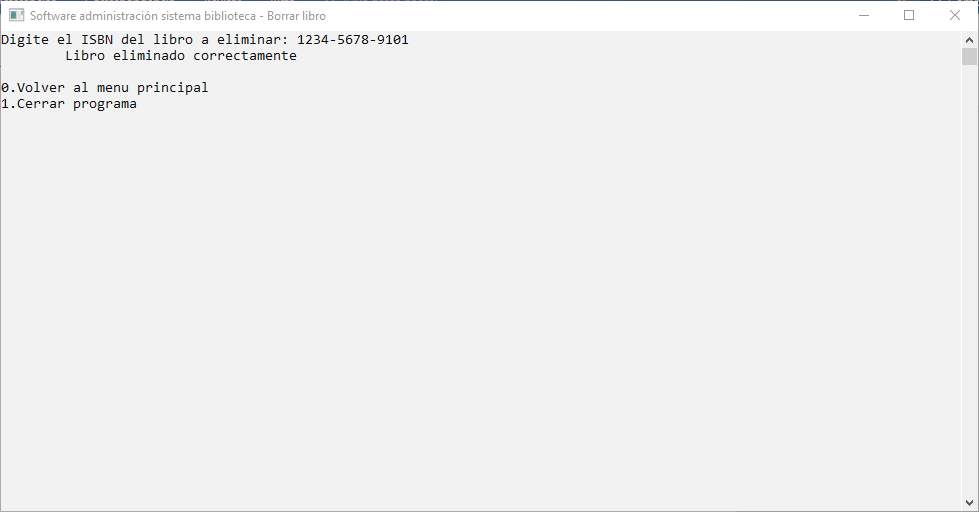 Software administración sistema biblioteca - Borrar libro
Digite el ISBN del libro a eliminar: 1234-5678-9101
Libro eliminado correctamente
0.Volver al menu principal
1.Cerrar programa